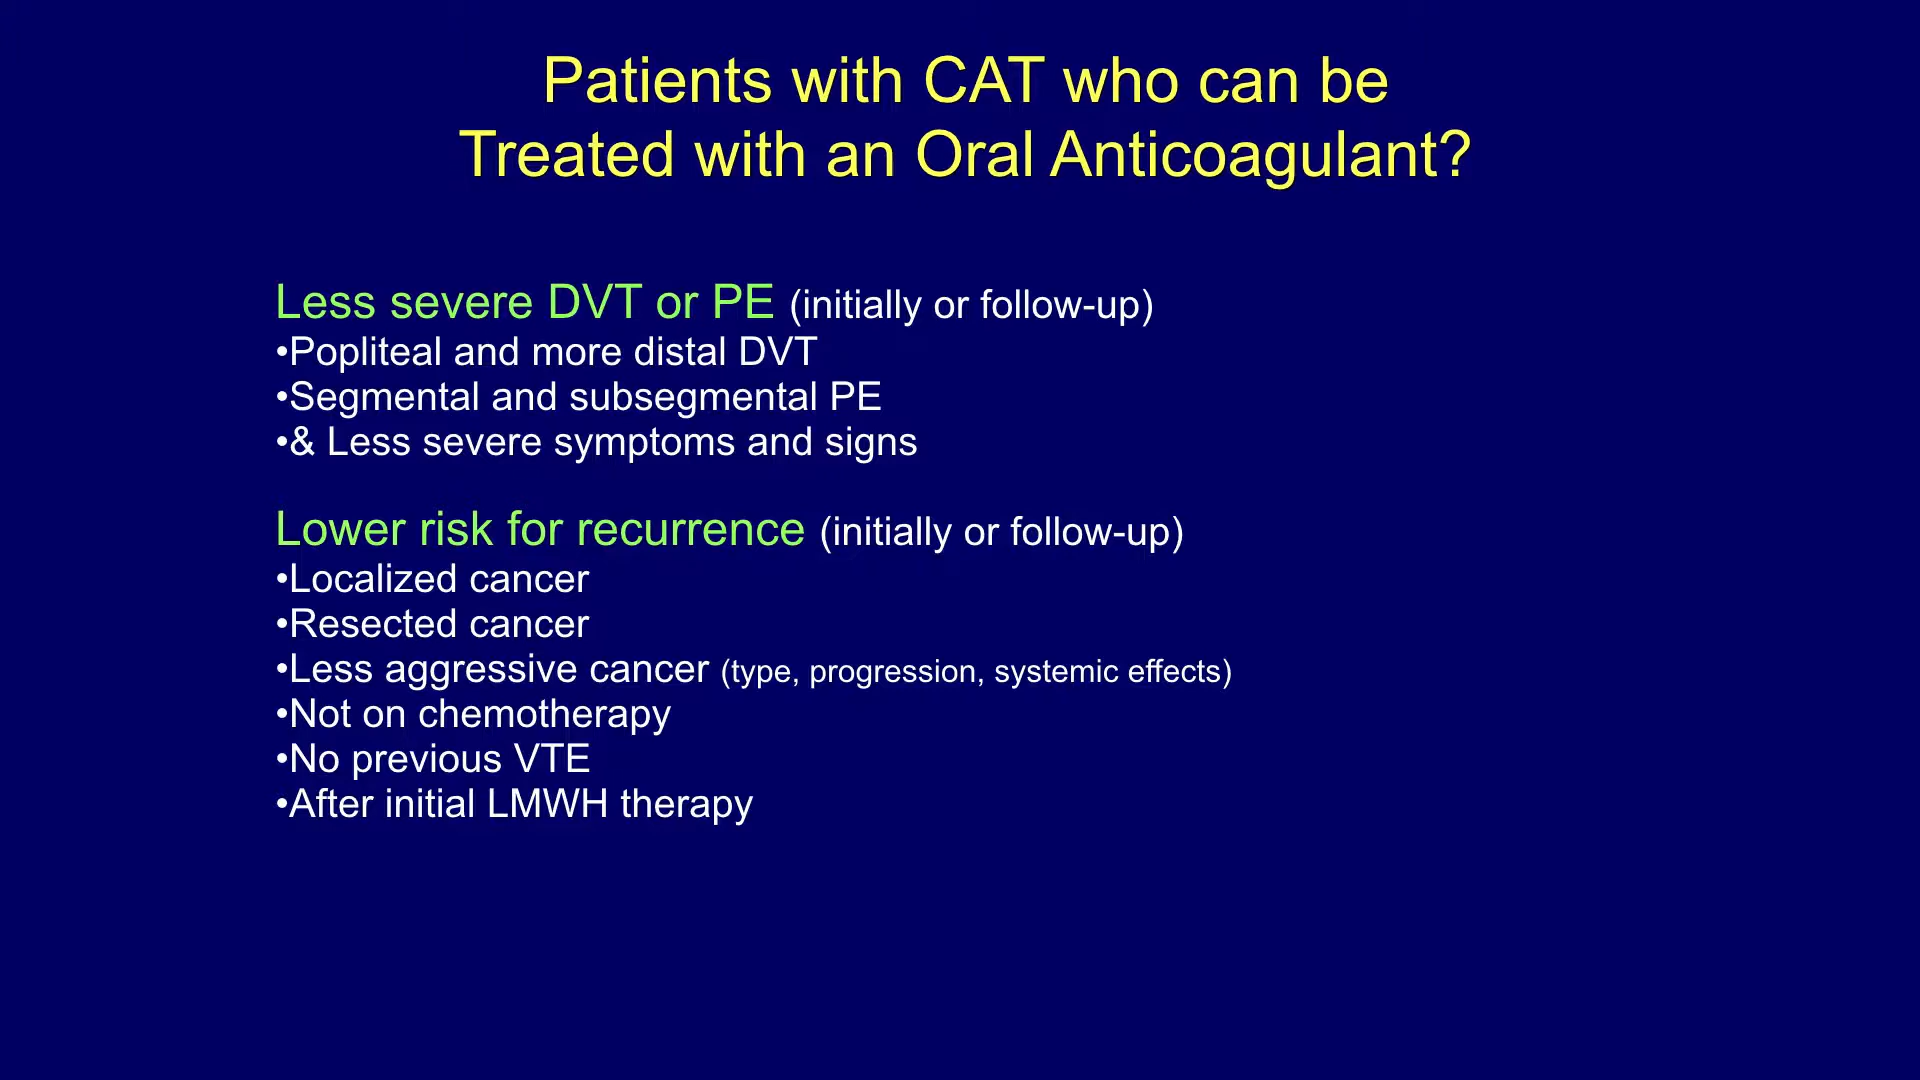 Patients with CAT who can be
Treated with an Oral Anticoagulant?
Less severe DVT or PE (initially or follow-up)
•Popliteal and more distal DVT
•Segmental and subsegmental PE
•& Less severe symptoms and signs
Lower risk for recurrence (initially or follow-up)
•Localized cancer
•Resected cancer
•Less aggressive cancer (type, progression, systemic effects)
•Not on chemotherapy
•No previous VTE
•After initial LMWH therapy